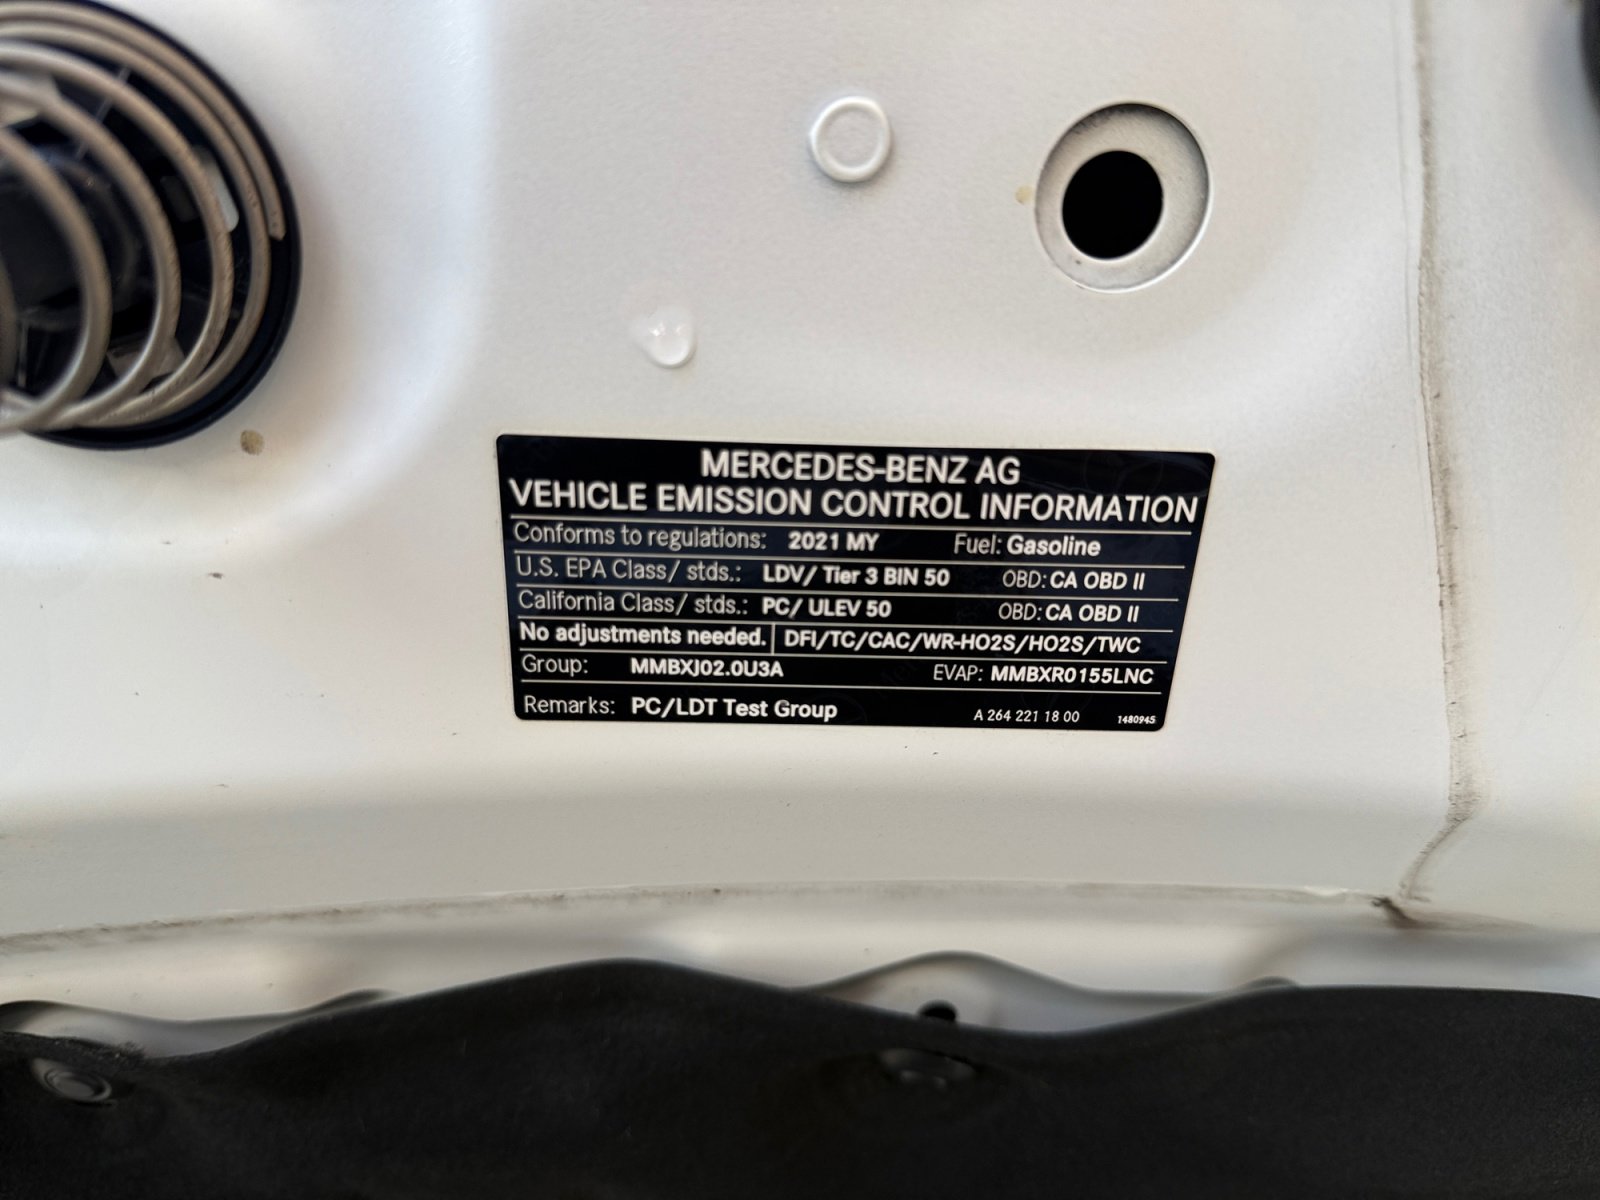 MERCEDES-BENZ AG
VEHICLE EMISSION CONTROL INFORMATION
Conforms to regulations: 2021 MY Fuel: Gasoline
U.S. EPA Class/ stds.: LDV/ Tier 3 BIN 50 OBD: CA OBD II
California Class/ stds.: PC/ ULEV 50 OBD: CA OBD II
No adjustments needed. DFI/TC/CAC/WR-HO2S/HO2S/TWC
Group: MMBXJ02.0U3A EVAP: MMBXR0155LNC
Remarks: PC/LDT Test Group A 264 221 18 00 1480945